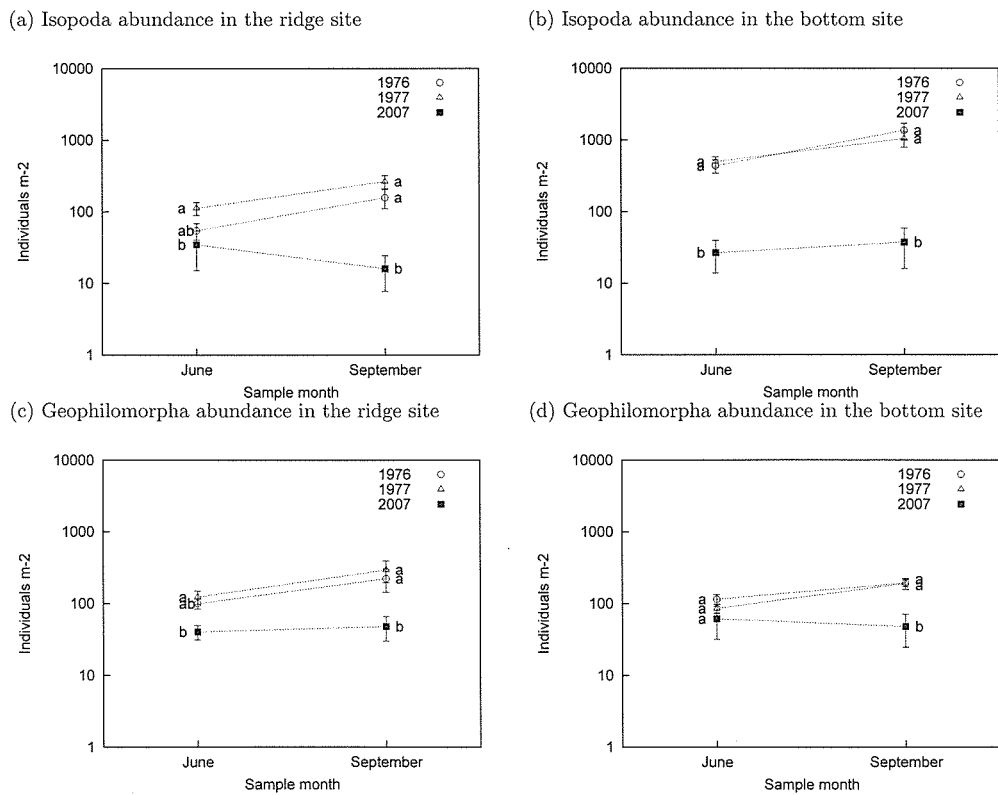 (a) Isopoda abundance in the ridge site
10000
1000
100
10
1
Individuals m-2
1976
1977
2007
a
ab
b
a
a
b
June
September
Sample month
(b) Isopoda abundance in the bottom site
10000
1000
100
10
1
Individuals m-2
1976
1977
2007
a
a
b
a
a
b
June
September
Sample month
(c) Geophilomorpha abundance in the ridge site
10000
1000
100
10
1
Individuals m-2
1976
1977
2007
a
ab
b
a
a
b
June
September
Sample month
(d) Geophilomorpha abundance in the bottom site
10000
1000
100
10
1
Individuals m-2
1976
1977
2007
a
a
a
a
a
b
June
September
Sample month